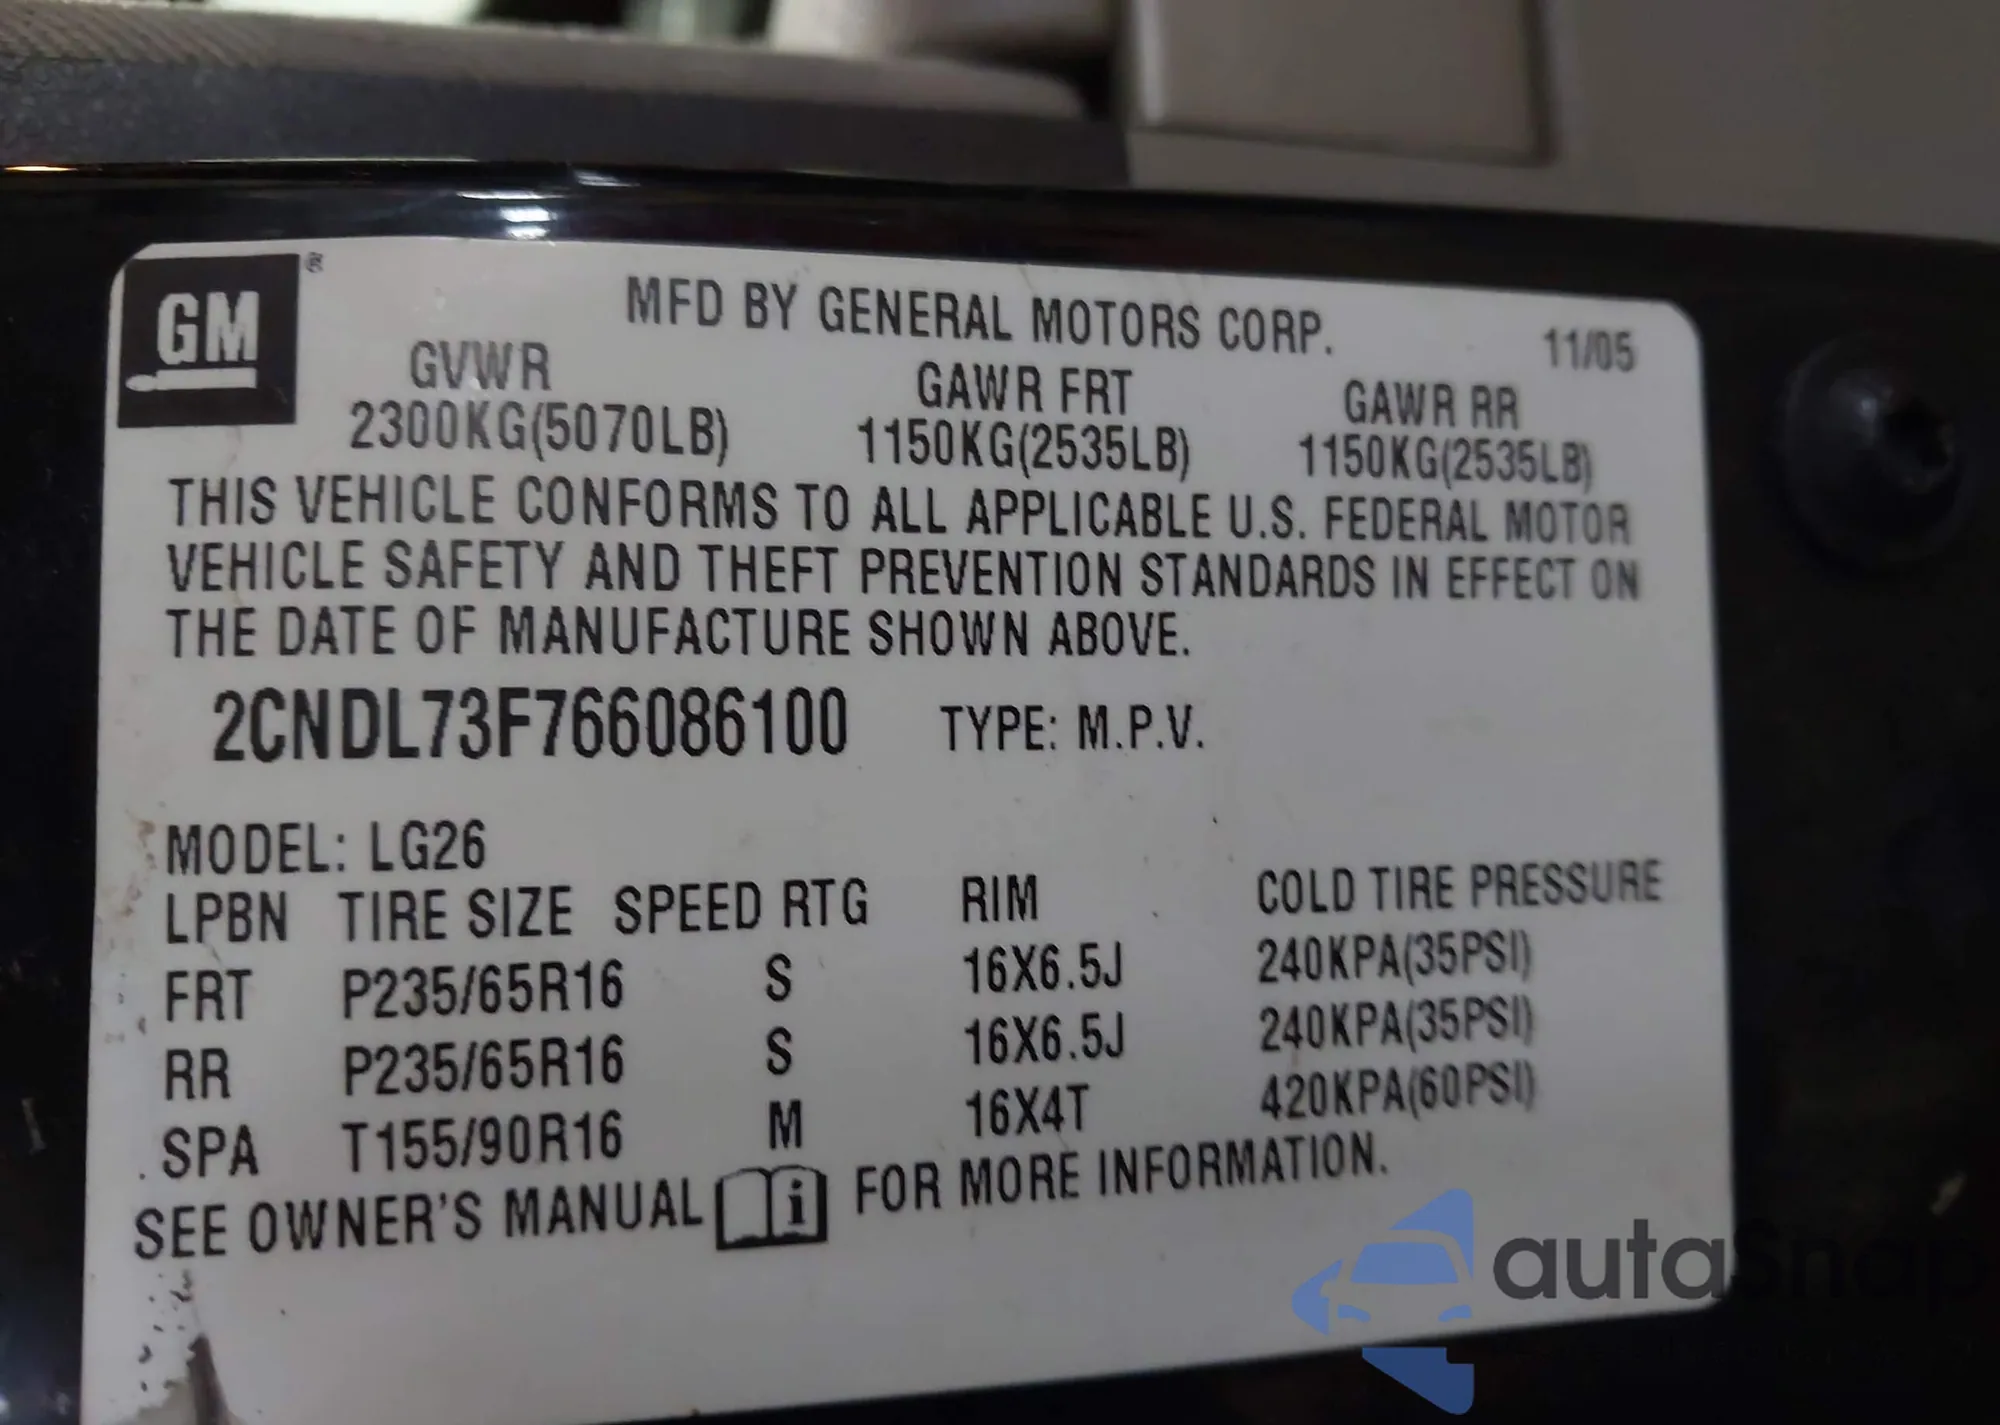 GM ®
MFD BY GENERAL MOTORS CORP.
11/05
GVWR GAWR FRT GAWR RR
2300KG(5070LB) 1150KG(2535LB) 1150KG(2535LB)
THIS VEHICLE CONFORMS TO ALL APPLICABLE U.S. FEDERAL MOTOR
VEHICLE SAFETY AND THEFT PREVENTION STANDARDS IN EFFECT ON
THE DATE OF MANUFACTURE SHOWN ABOVE.
2CNDL73F766086100 TYPE: M.P.V.
MODEL: LG26
LPBN TIRE SIZE SPEED RTG RIM COLD TIRE PRESSURE
FRT P235/65R16 S 16X6.5J 240KPA(35PSI)
RR P235/65R16 S 16X6.5J 240KPA(35PSI)
SPA T155/90R16 M 16X4T 420KPA(60PSI)
SEE OWNER'S MANUAL i FOR MORE INFORMATION.
autasnap